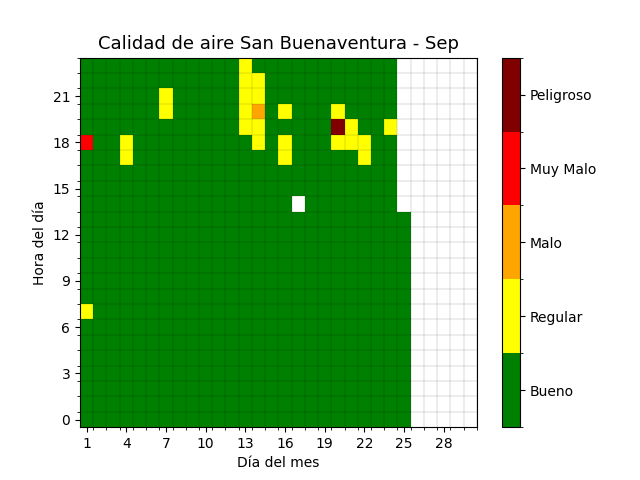 Calidad de aire San Buenaventura - Sep
Hora del día
21
18
15
12
9
6
3
0
1 4 7 10 13 16 19 22 25 28
Día del mes
Peligroso
Muy Malo
Malo
Regular
Bueno